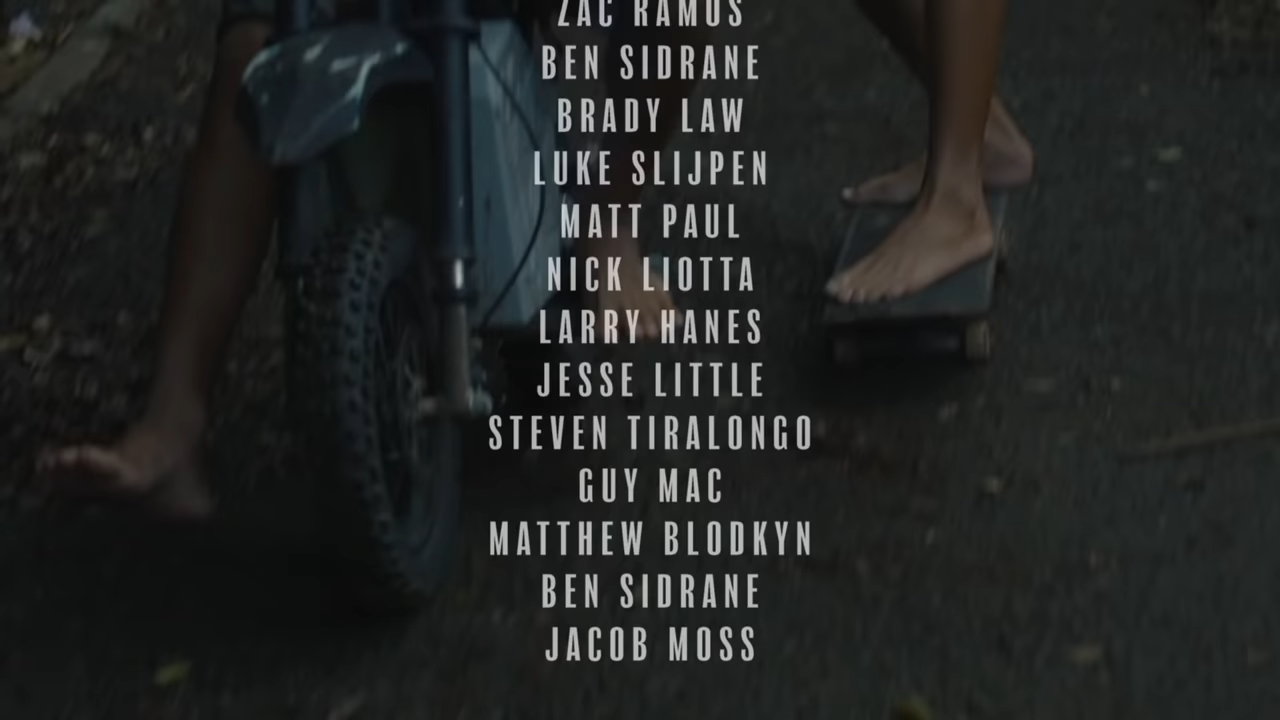 ZAC RAMOS
BEN SIDRANE
BRADY LAW
LUKE SLIJPEN
MATT PAUL
NICK LIOTTA
LARRY HANES
JESSE LITTLE
STEVEN TIRALONGO
GUY MAC
MATTHEW BLODKYN
BEN SIDRANE
JACOB MOSS